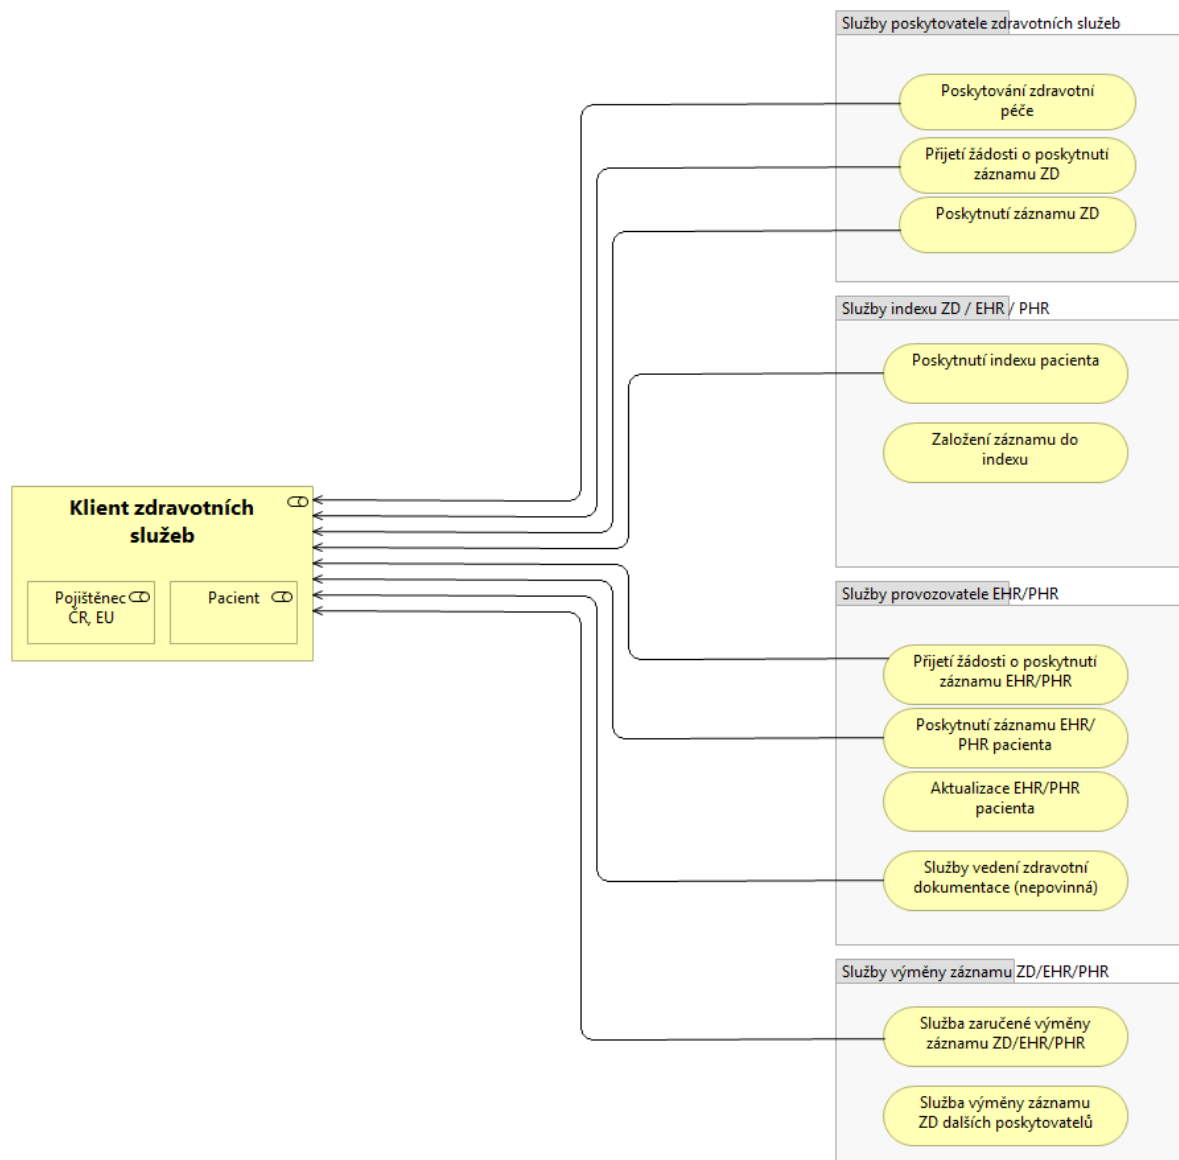 Služby poskytovatele zdravotních služeb
Poskytování zdravotní
péče
Přijetí žádosti o poskytnutí
záznamu ZD
Poskytnutí záznamu ZD
Služby indexu ZD / EHR / PHR
Poskytnutí indexu pacienta
Založení záznamu do
indexu
Klient zdravotních
služeb
Pojištěnec
ČR, EU
Pacient
Služby provozovatele EHR/PHR
Přijetí žádosti o poskytnutí
záznamu EHR/PHR
Poskytnutí záznamu EHR/
PHR pacienta
Aktualizace EHR/PHR
pacienta
Služby vedení zdravotní
dokumentace (nepovinná)
Služby výměny záznamu ZD/EHR/PHR
Služba zaručené výměny
záznamu ZD/EHR/PHR
Služba výměny záznamu
ZD dalších poskytovatelů